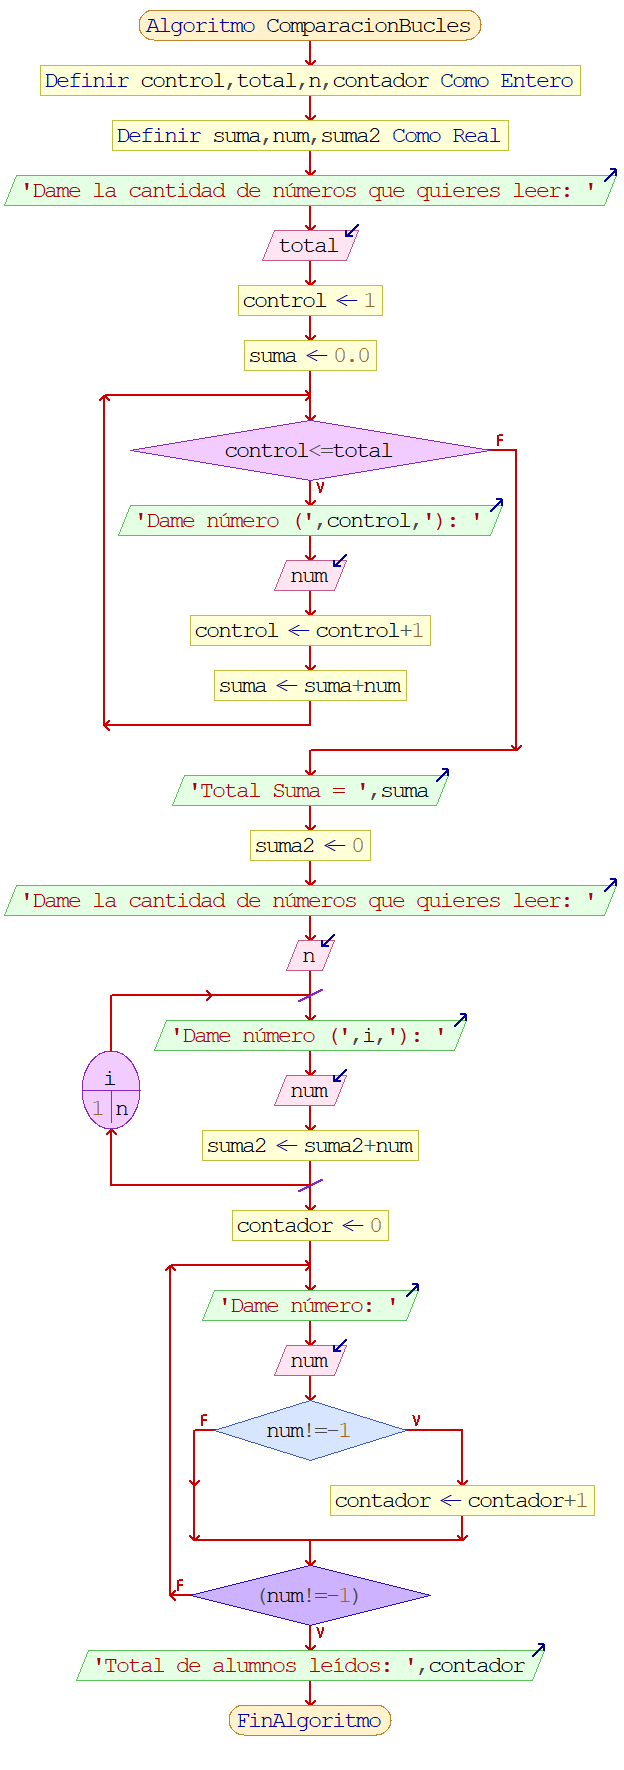 Algoritmo ComparacionBucles
Definir control,total,n,contador Como Entero
Definir suma,num,suma2 Como Real
'Dame la cantidad de números que quieres leer: '
total
control ← 1
suma ← 0.0
control<=total
F
V
'Dame número (',control,'): '
num
control ← control+1
suma ← suma+num
'Total Suma = ',suma
suma2 ← 0
'Dame la cantidad de números que quieres leer: '
n
'Dame número (',i,'): '
i
1 n
num
suma2 ← suma2+num
contador ← 0
'Dame número: '
num
F
V
num!=-1
contador ← contador+1
F
(num!=-1)
V
'Total de alumnos leídos: ',contador
FinAlgoritmo